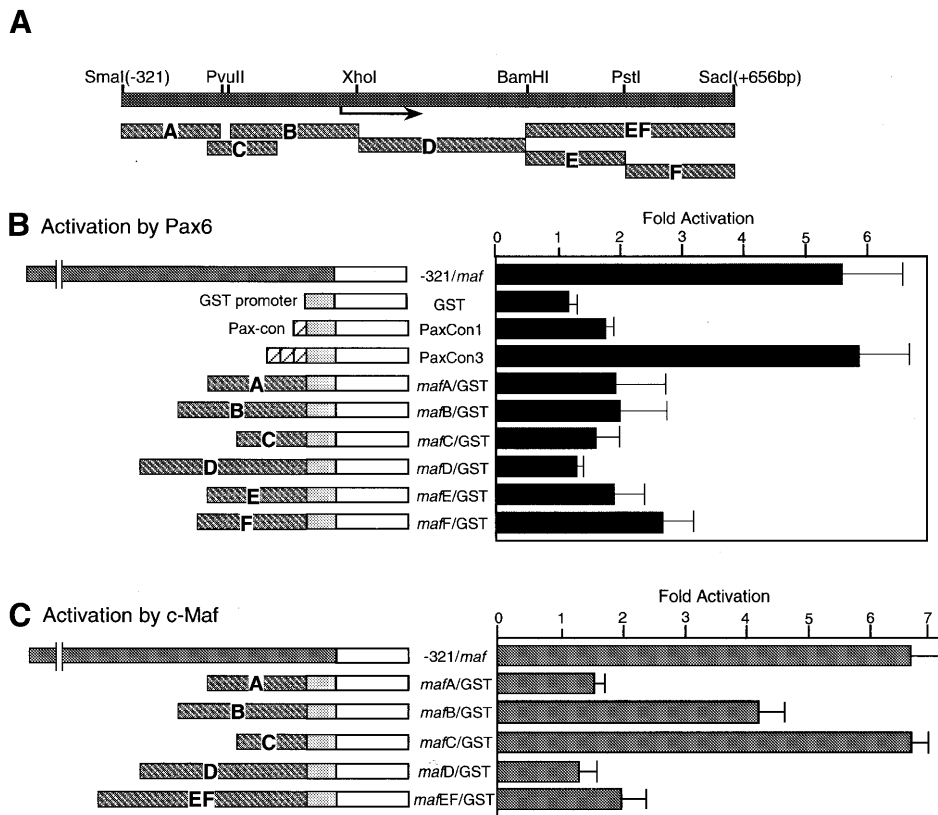 A
SmaI(-321) PvuII XhoI BamHI PstI SacI(+656bp)
A B EF
C D
E
F
B Activation by Pax6
Fold Activation
0 1 2 3 4 5 6
-321/maf
GST promoter GST
Pax-con PaxCon1
PaxCon3
A mafA/GST
B mafB/GST
C mafC/GST
D mafD/GST
E mafE/GST
F mafF/GST
C Activation by c-Maf
Fold Activation
0 1 2 3 4 5 6 7
-321/maf
A mafA/GST
B mafB/GST
C mafC/GST
D mafD/GST
EF mafEF/GST